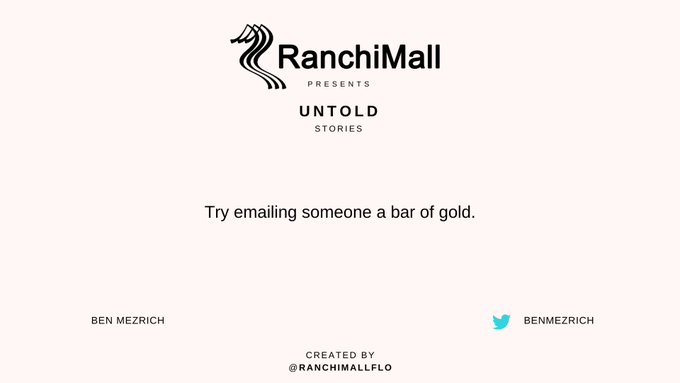 RanchiMall
PRESENTS
UNTOLD
STORIES
Try emailing someone a bar of gold.
BEN MEZRICH
BENMEZRICH
CREATED BY
@RANCHIMALLFLO